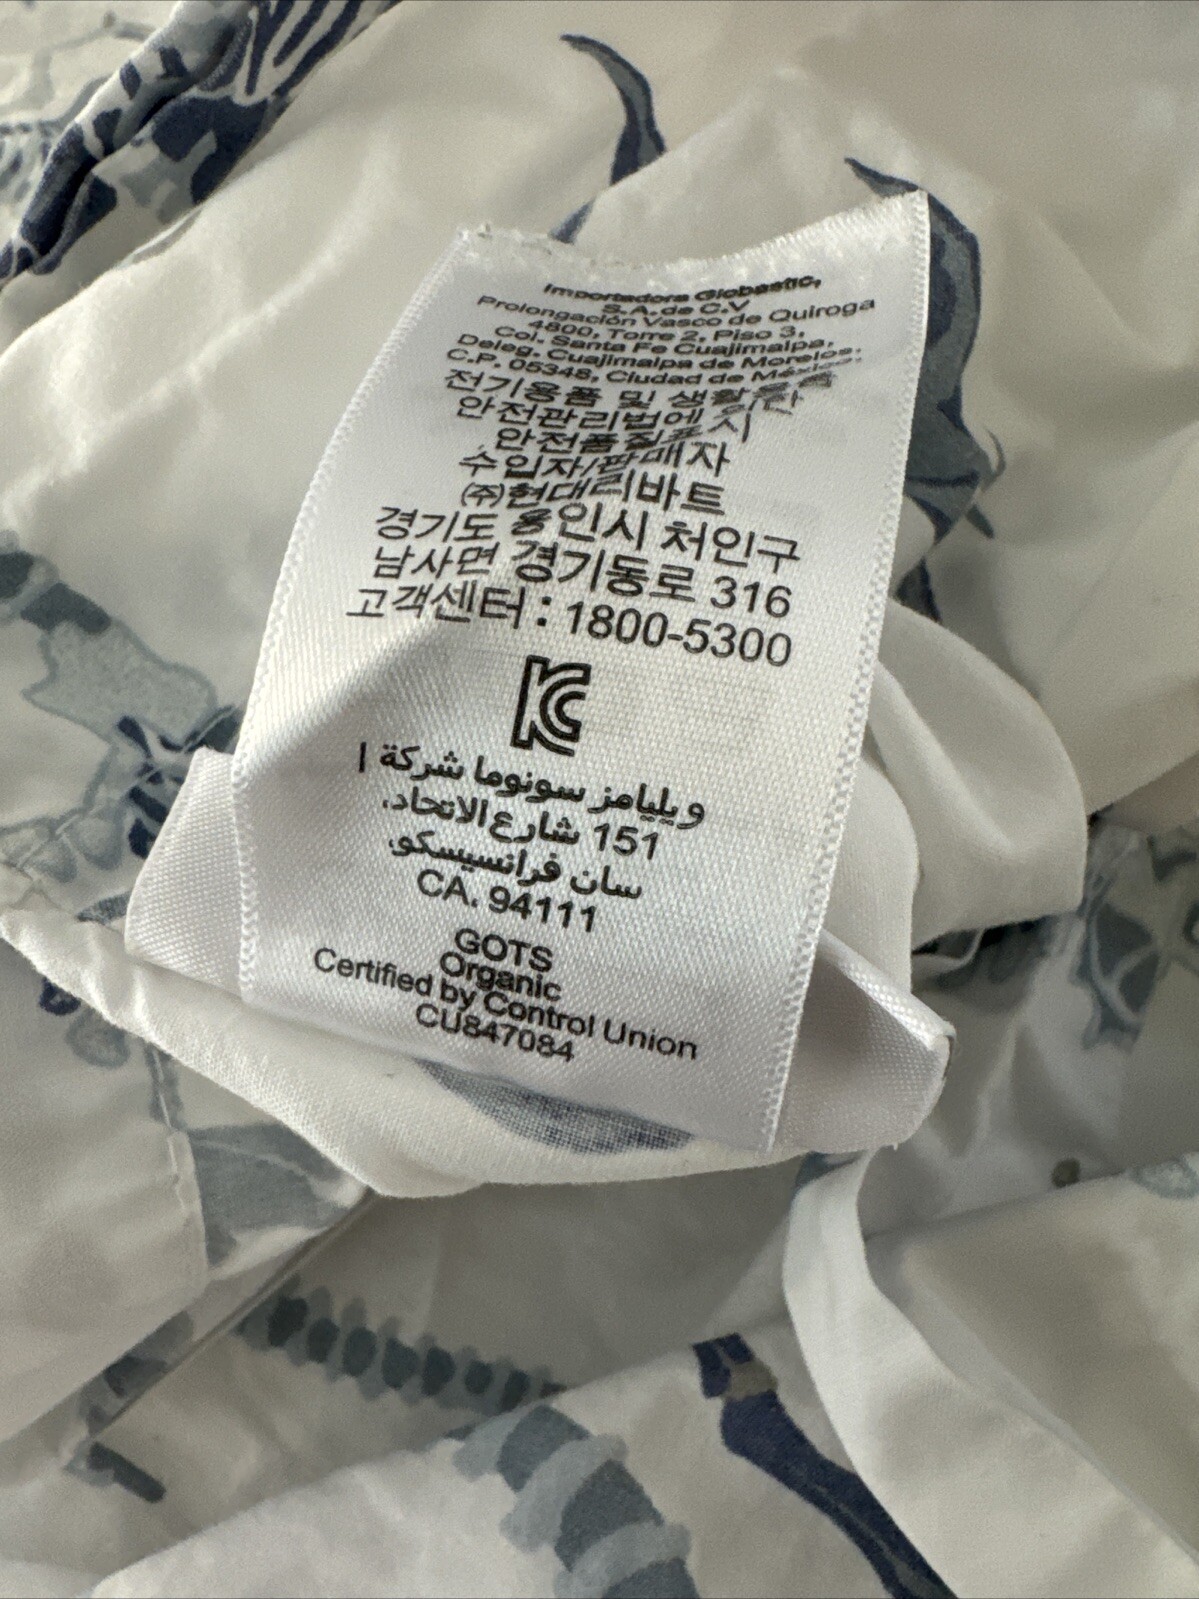 Importadora Globastic,
S.A. de C.V
Prolongación Vasco de Quiroga
4800, Torre 2, Piso 3,
Col. Santa Fe Cuajimalpa,
Deleg. Cuajimalpa de Morelos,
C.P. 05348, Ciudad de México.
전기용품 및 생활용품
안전관리법에 의한
안전품질표시
수입자/판매자
㈜현대리바트
경기도 용인시 처인구
남사면 경기동로 316
고객센터 : 1800-5300
KC
ويليامز سونوما شركة |
151 شارع الاتحاد،
سان فرانسيسكو،
CA. 94111
GOTS
Organic
Certified by Control Union
CU847084